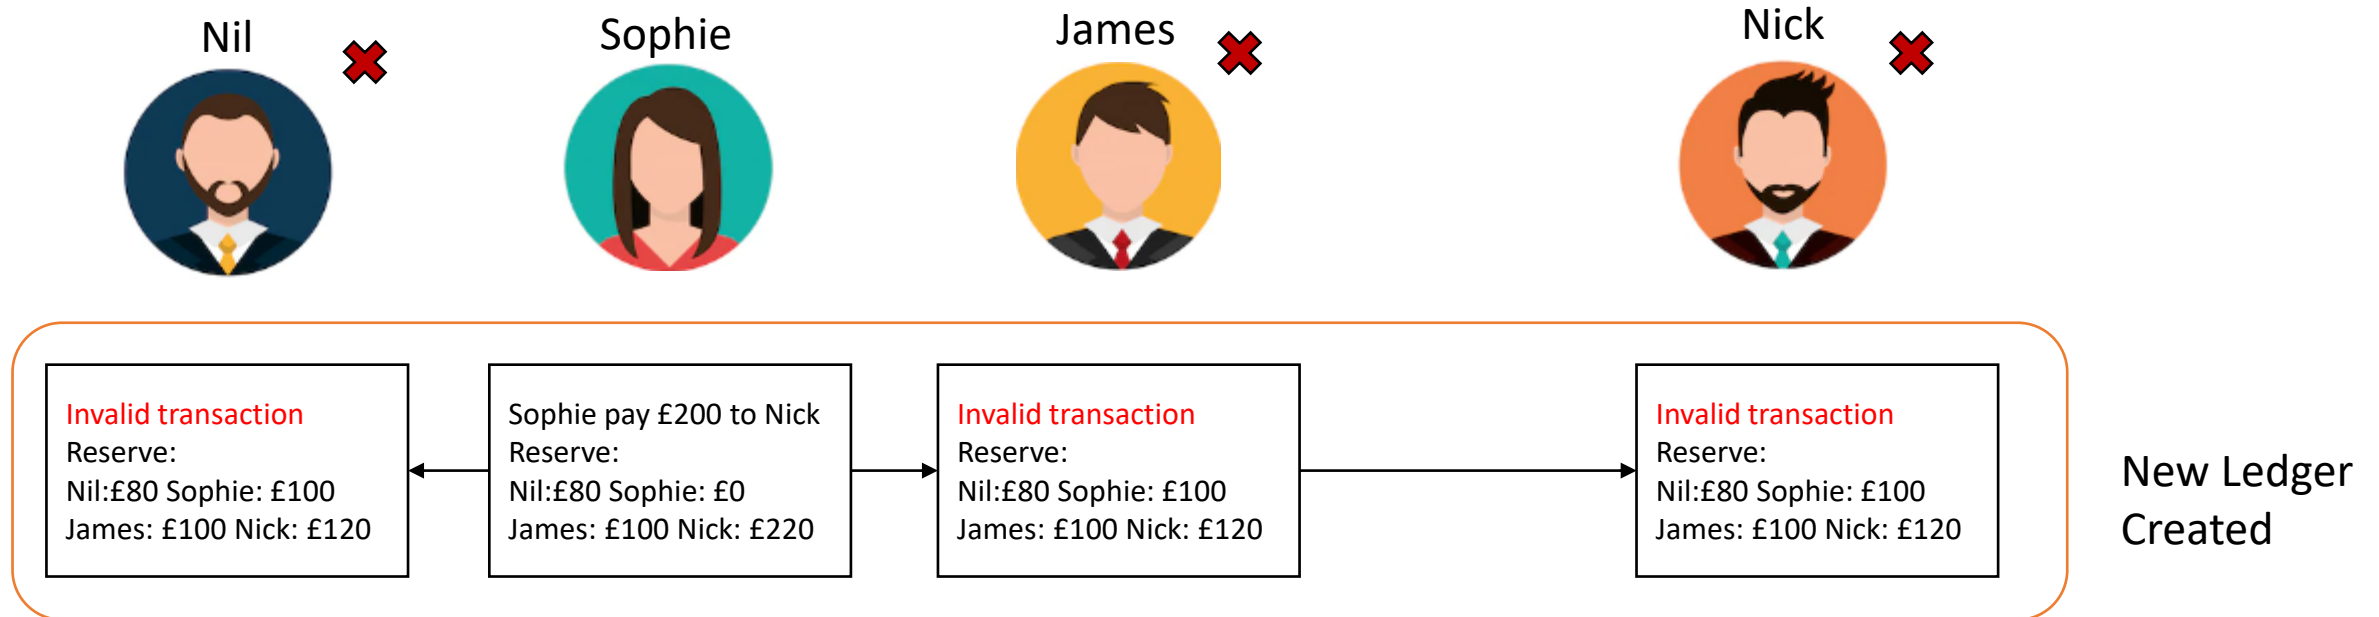 Nil
Sophie
James
Nick
Invalid transaction
Reserve:
Nil:£80 Sophie: £100
James: £100 Nick: £120
Sophie pay £200 to Nick
Reserve:
Nil:£80 Sophie: £0
James: £100 Nick: £220
Invalid transaction
Reserve:
Nil:£80 Sophie: £100
James: £100 Nick: £120
Invalid transaction
Reserve:
Nil:£80 Sophie: £100
James: £100 Nick: £120
New Ledger
Created